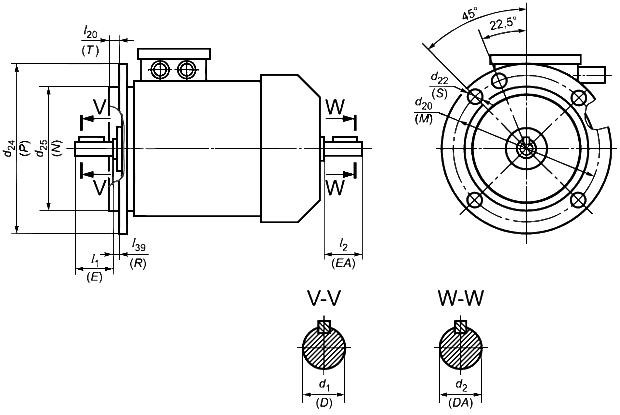 l20
(T)
45°
22,5°
d22
(S)
d20
(M)
V
W
d24
(P)
d25
(N)
V
W
l1
(E)
l39
(R)
l2
(EA)
V-V
W-W
d1
(D)
d2
(DA)